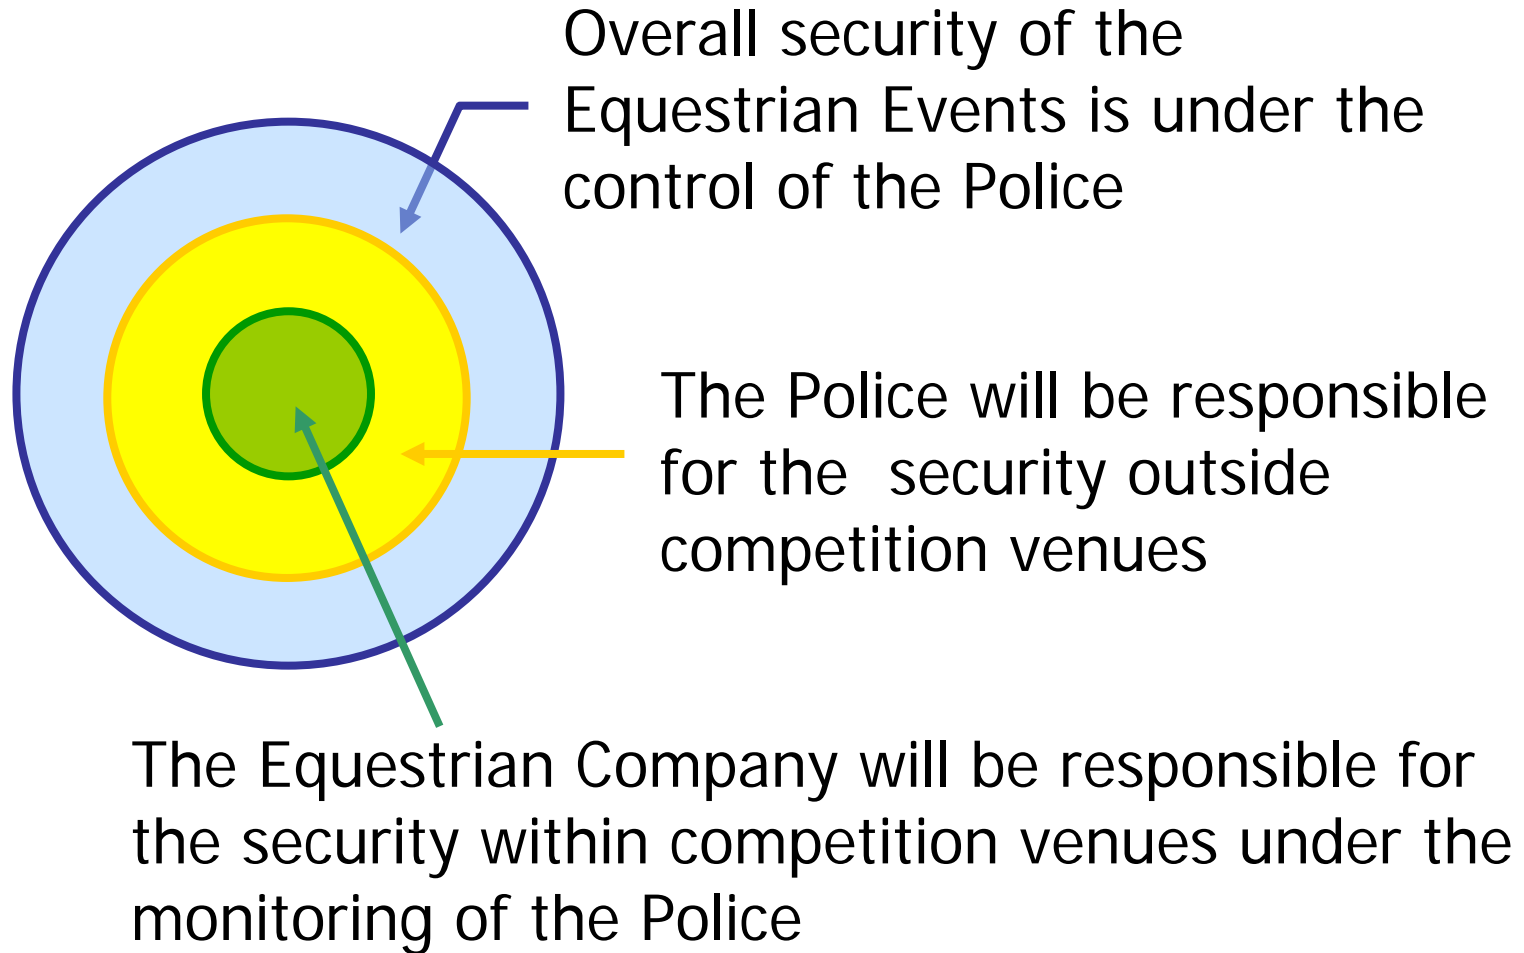 Overall security of the
Equestrian Events is under the
control of the Police
The Police will be responsible
for the  security outside
competition venues
The Equestrian Company will be responsible for
the security within competition venues under the
monitoring of the Police